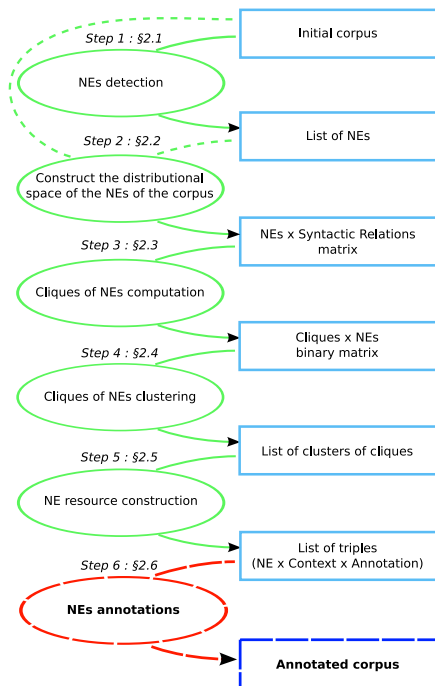 Step 1 : §2.1
Initial corpus
NEs detection
List of NEs
Step 2 : §2.2
Construct the distributional
space of the NEs of the corpus
NEs x Syntactic Relations
matrix
Step 3 : §2.3
Cliques of NEs computation
Cliques x NEs
binary matrix
Step 4 : §2.4
Cliques of NEs clustering
List of clusters of cliques
Step 5 : §2.5
NE resource construction
List of triples
(NE x Context x Annotation)
Step 6 : §2.6
NEs annotations
Annotated corpus